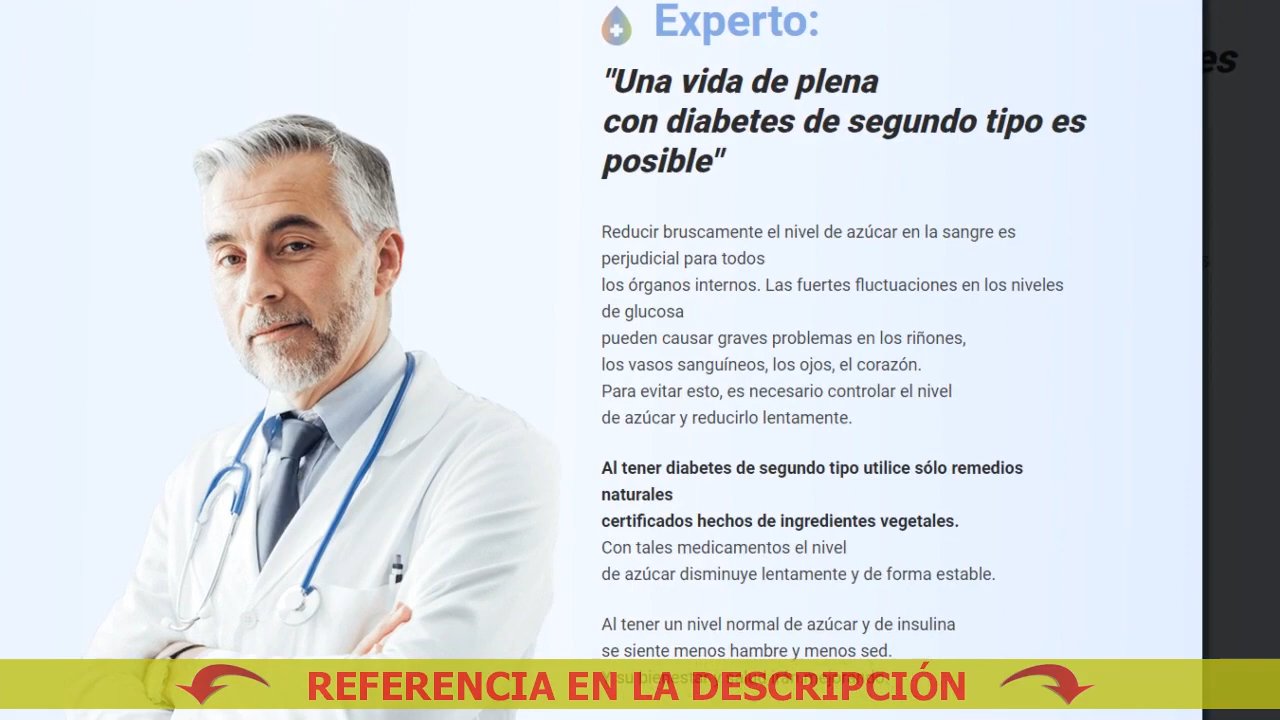 Experto:
"Una vida de plena
con diabetes de segundo tipo es
posible"
es
Reducir bruscamente el nivel de azúcar en la sangre es
perjudicial para todos
los órganos internos. Las fuertes fluctuaciones en los niveles
de glucosa
pueden causar graves problemas en los riñones,
los vasos sanguíneos, los ojos, el corazón.
Para evitar esto, es necesario controlar el nivel
de azúcar y reducirlo lentamente.
Al tener diabetes de segundo tipo utilice sólo remedios
naturales
certificados hechos de ingredientes vegetales.
Con tales medicamentos el nivel
de azúcar disminuye lentamente y de forma estable.
Al tener un nivel normal de azúcar y de insulina
se siente menos hambre y menos sed.
REFERENCIA EN LA DESCRIPCIÓN